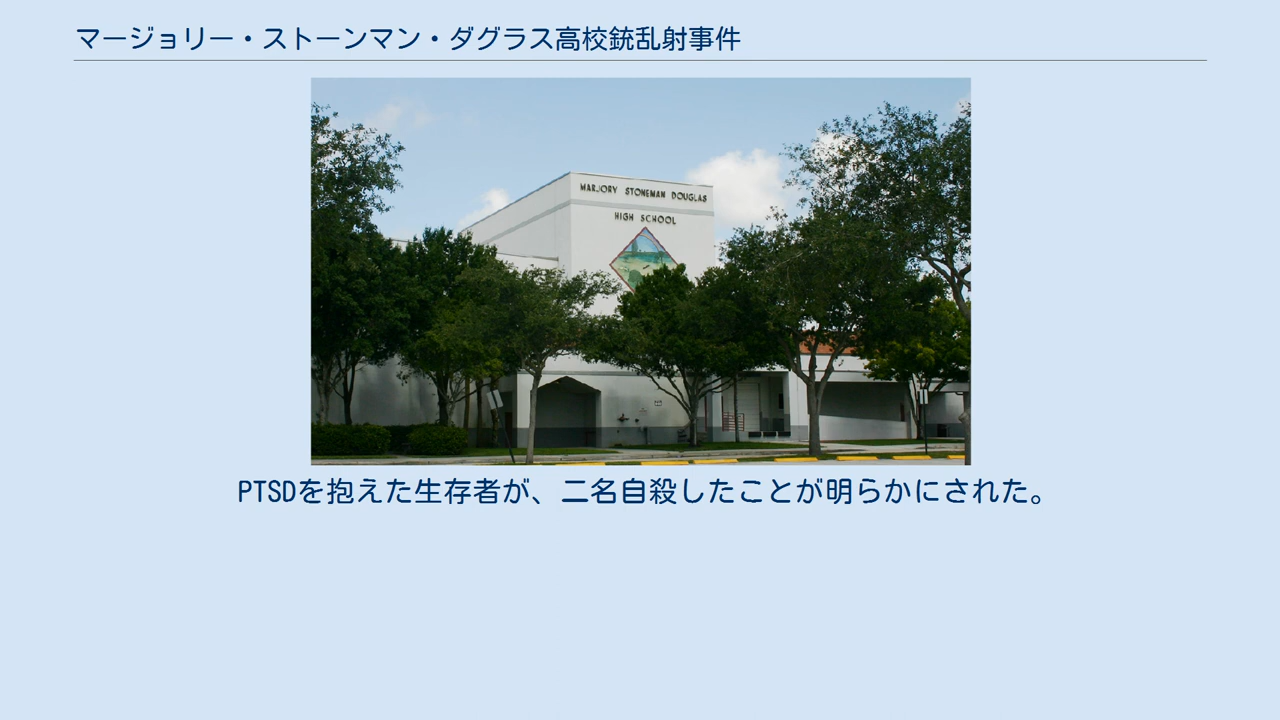 マージョリー・ストーンマン・ダグラス高校銃乱射事件
MARJORY STONEMAN DOUGLAS
HIGH SCHOOL
PTSDを抱えた生存者が、二名自殺したことが明らかにされた。